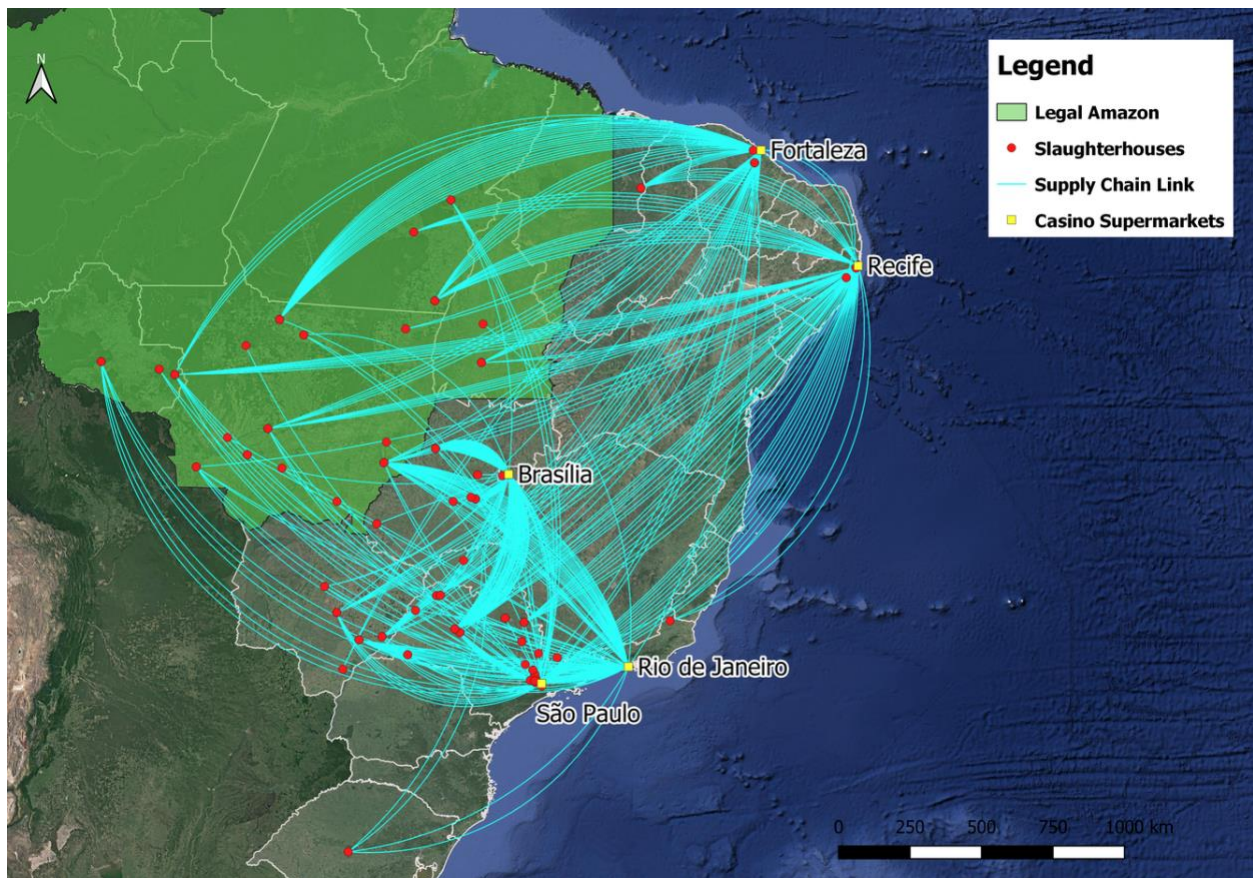 N
Legend
Legal Amazon
Slaughterhouses
Supply Chain Link
Casino Supermarkets
Fortaleza
Recife
Brasília
Rio de Janeiro
São Paulo
0 250 500 750 1000 km